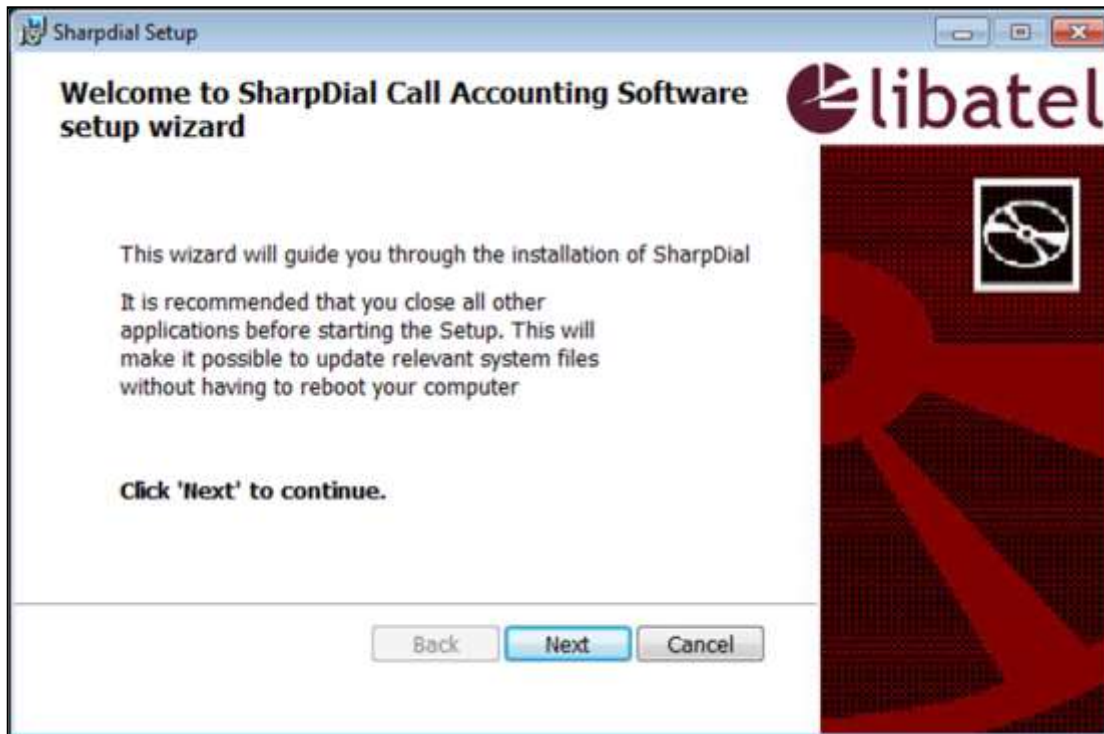 Sharpdial Setup
Welcome to SharpDial Call Accounting Software
setup wizard
libatel
This wizard will guide you through the installation of SharpDial
It is recommended that you close all other
applications before starting the Setup. This will
make it possible to update relevant system files
without having to reboot your computer
Click 'Next' to continue.
Back Next Cancel